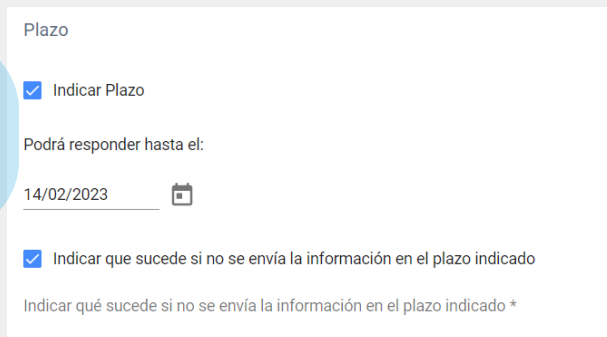 Plazo
Indicar Plazo
Podrá responder hasta el:
14/02/2023
Indicar que sucede si no se envía la información en el plazo indicado
Indicar qué sucede si no se envía la información en el plazo indicado *